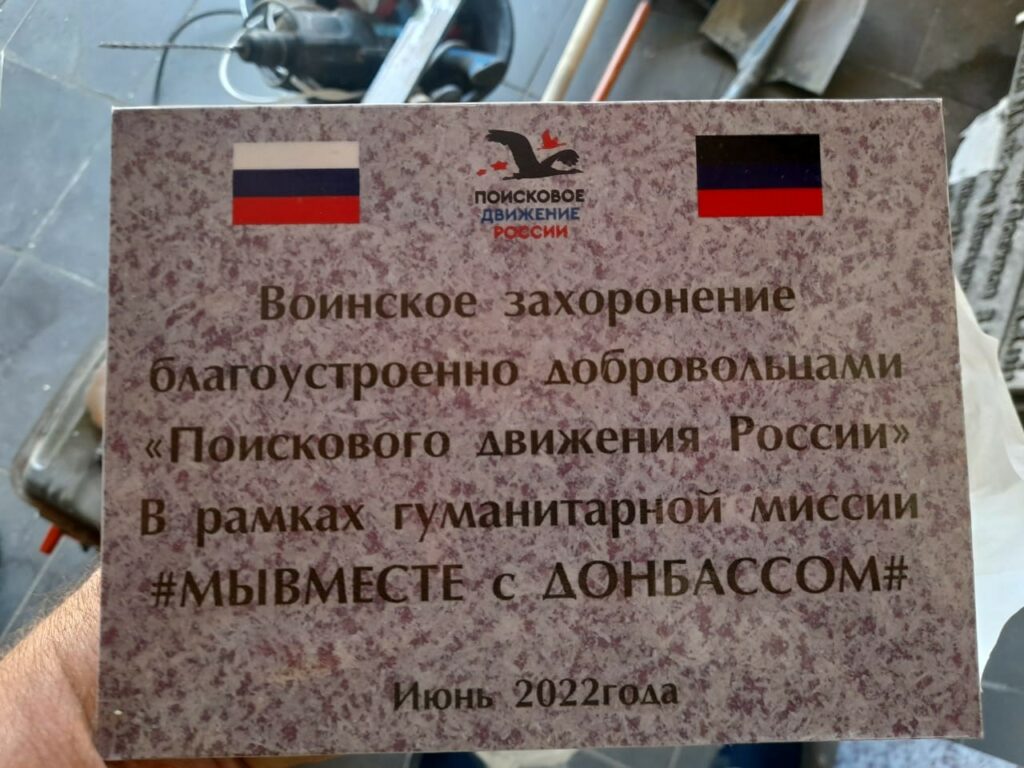 ПОИСКОВОЕ
ДВИЖЕНИЕ
РОССИИ
Воинское захоронение
благоустроенно добровольцами
«Поискового движения России»
В рамках гуманитарной миссии
#МЫВМЕСТЕ с ДОНБАССОМ#
Июнь 2022года